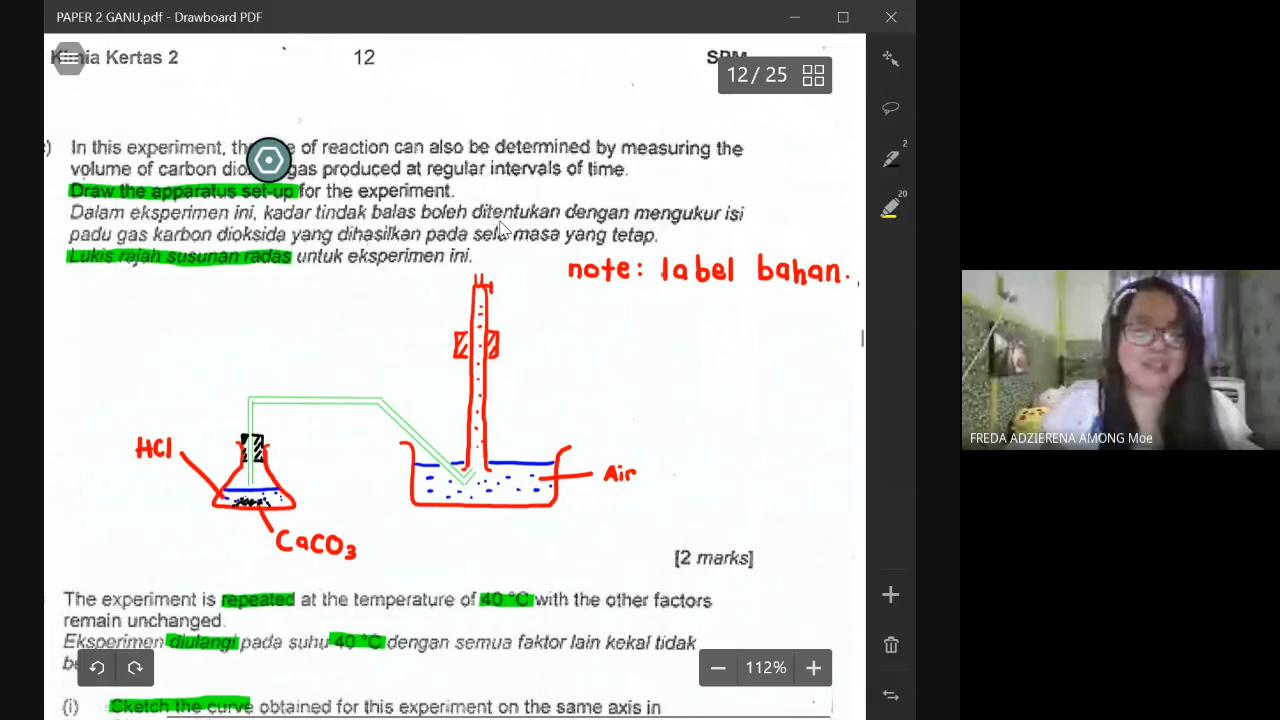 PAPER 2 GANU.pdf - Drawboard PDF
Kimia Kertas 2 12 SPM
12 / 25
In this experiment, the of reaction can also be determined by measuring the
volume of carbon gas produced at regular intervals of time.
Draw the apparatus set-up for the experiment.
Dalam eksperimen ini, kadar tindak balas boleh ditentukan dengan mengukur isi
padu gas karbon dioksida yang dihasilkan pada sela masa yang tetap.
Lukis rajah susunan radas untuk eksperimen ini.
note: label bahan.
HCl
Air
CaCO3
[2 marks]
The experiment is repeated at the temperature of 40 °C with the other factors
remain unchanged.
Eksperimen diulangi pada suhu 40 °C dengan semua faktor lain kekal tidak
(i) Cketch the curve obtained for this experiment on the same axis in
112%
2
20
FREDA ADZIERENA AMONG Moe